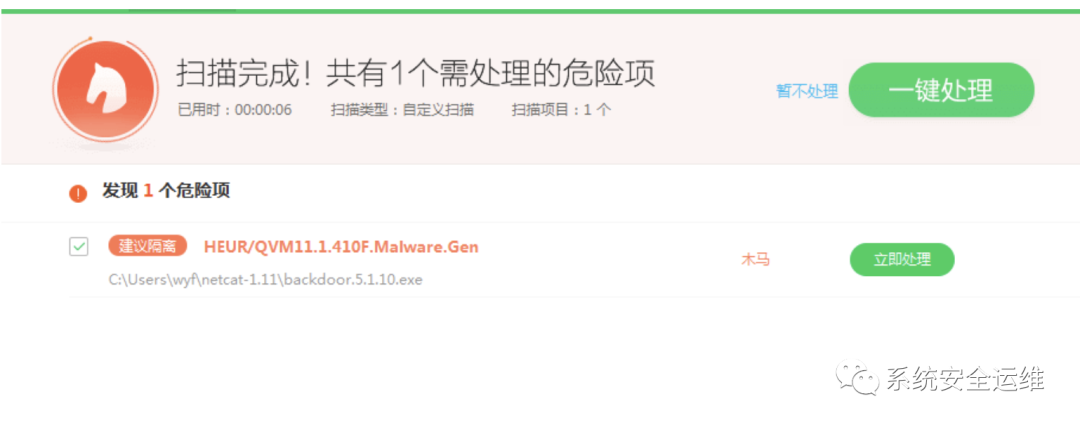 扫描完成！共有1个需处理的危险项
已用时：00:00:06 扫描类型：自定义扫描 扫描项目：1 个
暂不处理
一键处理
发现 1 个危险项
建议隔离 HEUR/QVM11.1.410F.Malware.Gen
C:\Users\wyf\netcat-1.11\backdoor.5.1.10.exe
木马
立即处理
系统安全运维